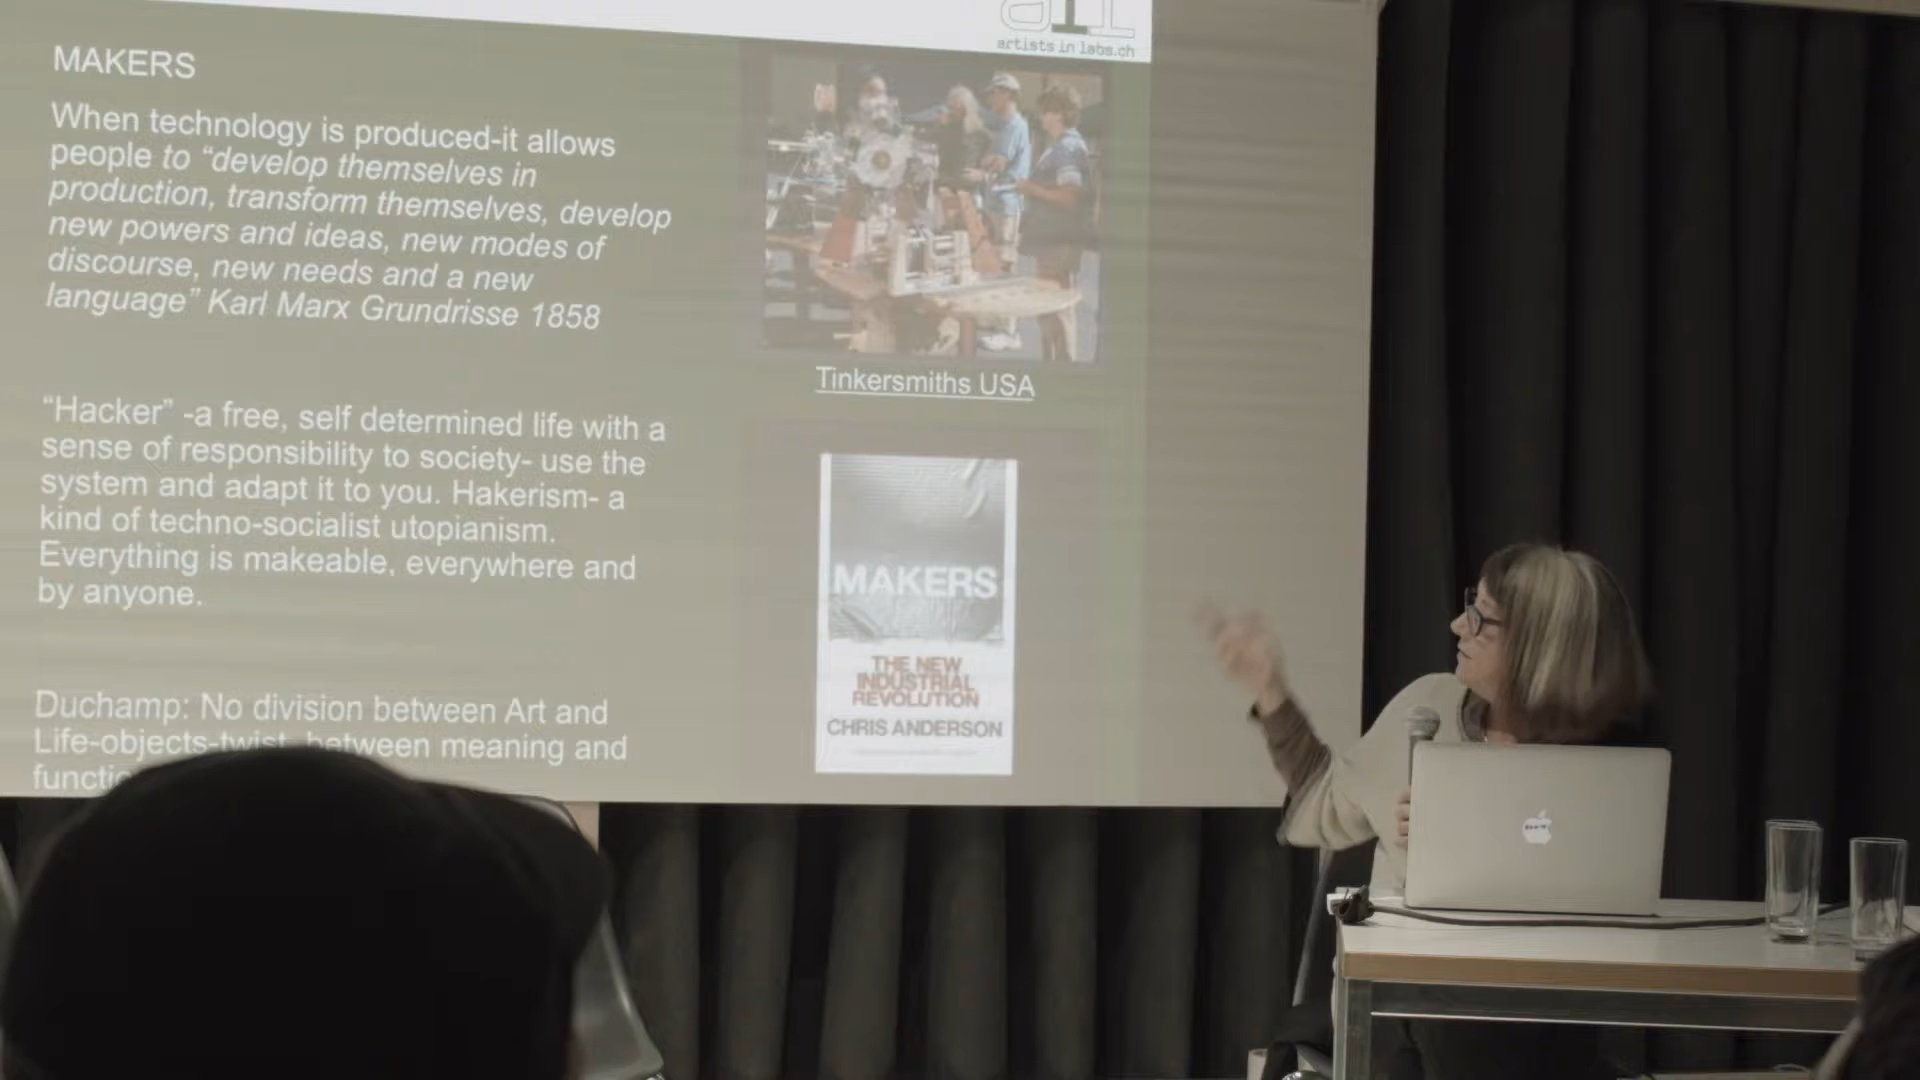 ail
artists in labs.ch
MAKERS
When technology is produced-it allows
people to “develop themselves in
production, transform themselves, develop
new powers and ideas, new modes of
discourse, new needs and a new
language” Karl Marx Grundrisse 1858
“Hacker” -a free, self determined life with a
sense of responsibility to society- use the
system and adapt it to you. Hakerism- a
kind of techno-socialist utopianism.
Everything is makeable, everywhere and
by anyone.
Duchamp: No division between Art and
Life-objects-twist between meaning and
Tinkersmiths USA
MAKERS
THE NEW
INDUSTRIAL
REVOLUTION
CHRIS ANDERSON